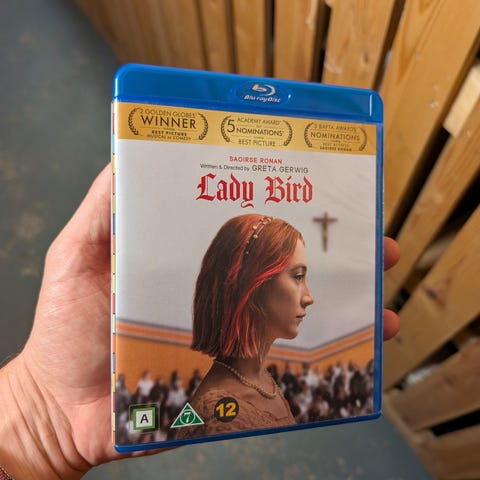 Blu-ray Disc
2 GOLDEN GLOBES®
WINNER
BEST PICTURE
MUSICAL or COMEDY
ACADEMY AWARD®
5 NOMINATIONS
BEST PICTURE
3 BAFTA AWARDS
NOMINATIONS
BEST ACTRESS
SAOIRSE RONAN
SAOIRSE RONAN
Written & Directed by GRETA GERWIG
Lady Bird
A
7
12